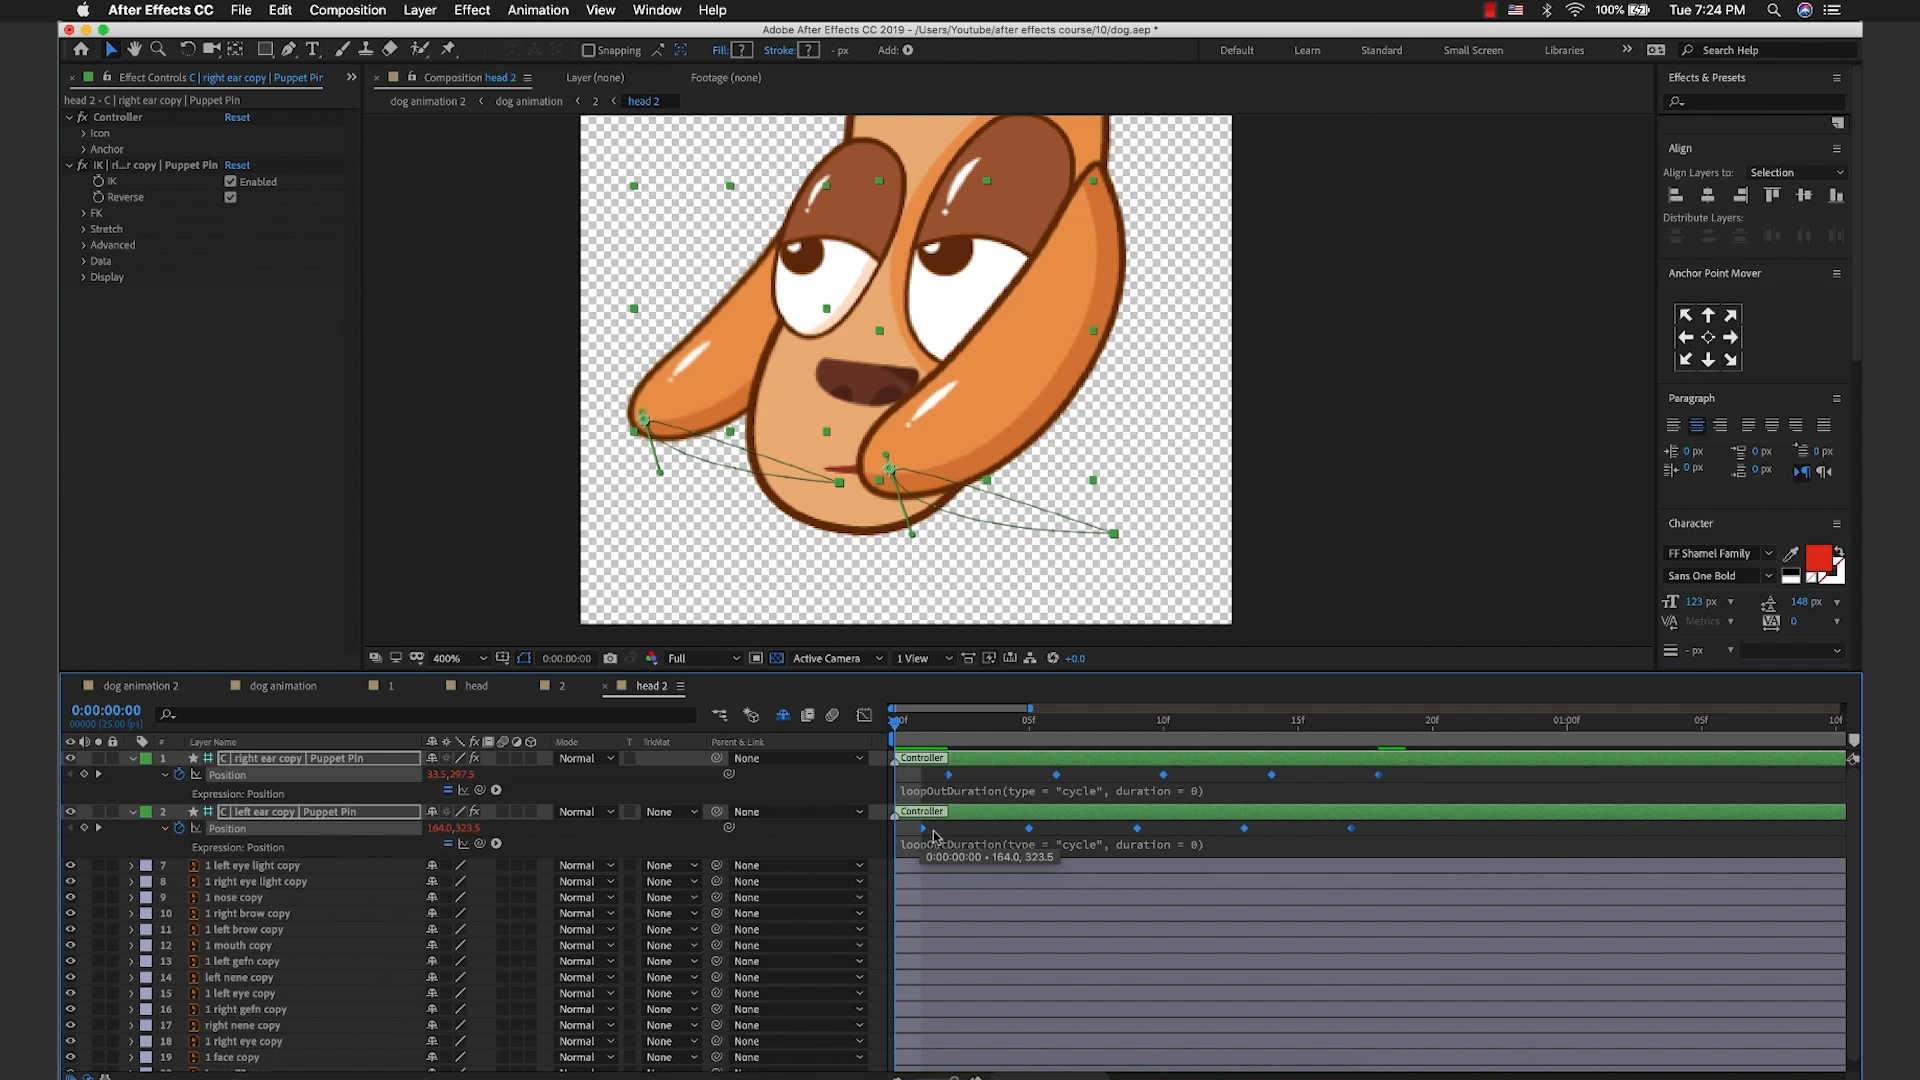 After Effects CC File Edit Composition Layer Effect Animation View Window Help 100% Tue 7:24 PM
Adobe After Effects CC 2019 - /Users/Youtube/after effects course/10/dog.aep *
Snapping Fill: ? Stroke: ? - px Add: Default Learn Standard Small Screen Libraries Search Help
Effect Controls C | right ear copy | Puppet Pir
Composition head 2 Layer (none) Footage (none)
head 2 • C | right ear copy | Puppet Pin
dog animation 2 dog animation 2 head 2
fx Controller Reset
Icon
Anchor
fx IK | ri...r copy | Puppet Pin Reset
IK Enabled
Reverse
FK
Stretch
Advanced
Data
Display
Effects & Presets
Align
Align Layers to: Selection
Distribute Layers:
Anchor Point Mover
Paragraph
0 px 0 px 0 px
0 px 0 px
Character
FF Shamel Family
Sans One Bold
123 px 148 px
Metrics 0
- px
400% 0:00:00:00 Full Active Camera 1 View +0.0
dog animation 2 dog animation 1 head 2 head 2
0:00:00:00
00000 (25.00 fps)
05f 10f 15f 20f 01:00f 05f 10f
# Layer Name Mode T TrkMat Parent & Link
1 C | right ear copy | Puppet Pin Normal None Controller
Position 33.5,297.5
Expression: Position loopOutDuration(type = "cycle", duration = 0)
2 C | left ear copy | Puppet Pin Normal None None Controller
Position 164.0,323.5
Expression: Position
0:00:00:00 • 164.0, 323.5
7 1 left eye light copy Normal None None
8 1 right eye light copy Normal None None
9 1 nose copy Normal None None
10 1 right brow copy Normal None None
11 1 left brow copy Normal None None
12 1 mouth copy Normal None None
13 1 left gefn copy Normal None None
14 left nene copy Normal None None
15 1 left eye copy Normal None None
16 1 right gefn copy Normal None None
17 right nene copy Normal None None
18 1 right eye copy Normal None None
19 1 face copy Normal None None